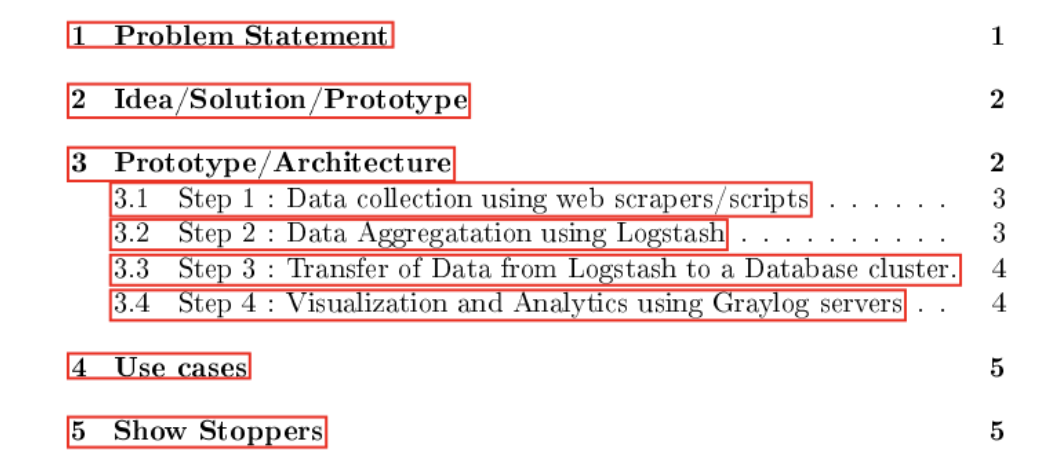 1 Problem Statement 1
2 Idea/Solution/Prototype 2
3 Prototype/Architecture 2
3.1 Step 1 : Data collection using web scrapers/scripts . . . . . . 3
3.2 Step 2 : Data Aggregatation using Logstash . . . . . . . . . . 3
3.3 Step 3 : Transfer of Data from Logstash to a Database cluster. 4
3.4 Step 4 : Visualization and Analytics using Graylog servers . . 4
4 Use cases 5
5 Show Stoppers 5